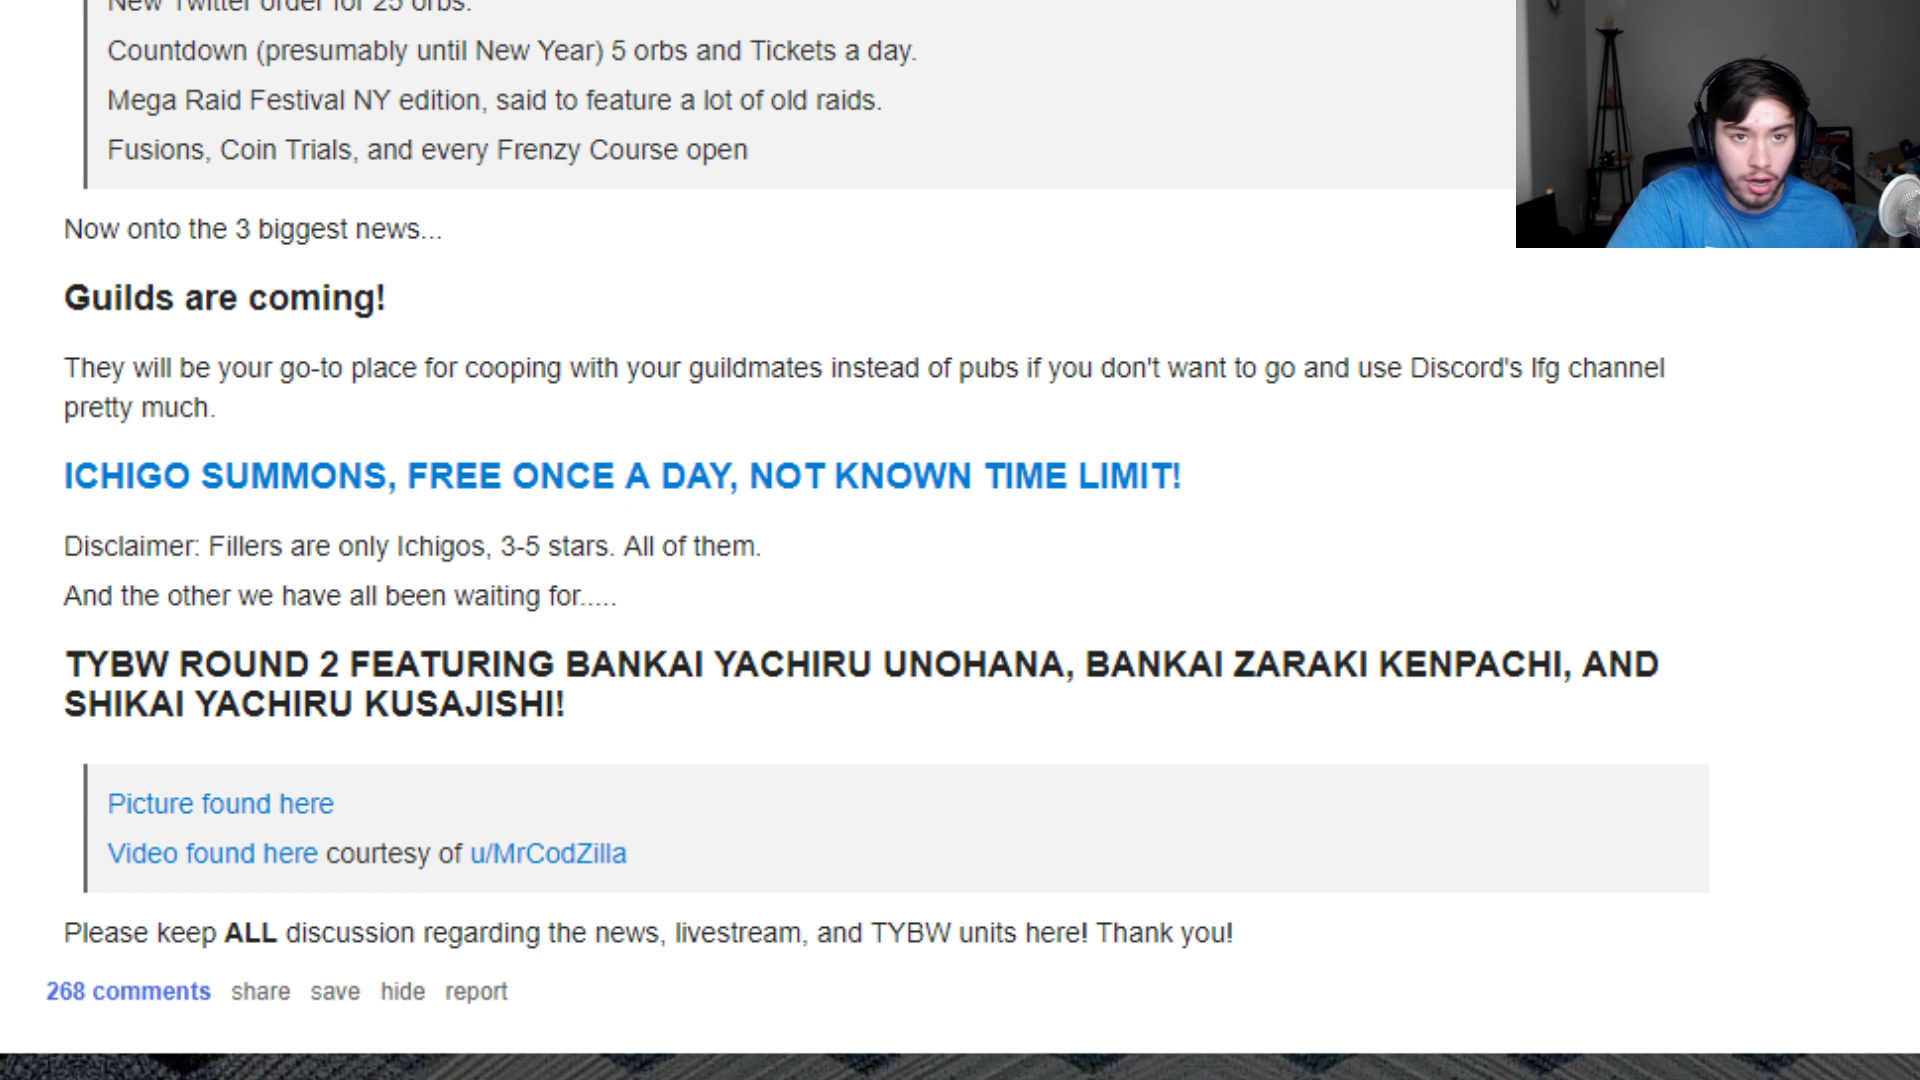 New Twitter order for 25 orbs.
Countdown (presumably until New Year) 5 orbs and Tickets a day.
Mega Raid Festival NY edition, said to feature a lot of old raids.
Fusions, Coin Trials, and every Frenzy Course open
Now onto the 3 biggest news...
Guilds are coming!
They will be your go-to place for cooping with your guildmates instead of pubs if you don't want to go and use Discord's lfg channel
pretty much.
ICHIGO SUMMONS, FREE ONCE A DAY, NOT KNOWN TIME LIMIT!
Disclaimer: Fillers are only Ichigos, 3-5 stars. All of them.
And the other we have all been waiting for.....
TYBW ROUND 2 FEATURING BANKAI YACHIRU UNOHANA, BANKAI ZARAKI KENPACHI, AND
SHIKAI YACHIRU KUSAJISHI!
Picture found here
Video found here courtesy of u/MrCodZilla
Please keep ALL discussion regarding the news, livestream, and TYBW units here! Thank you!
268 comments share save hide report